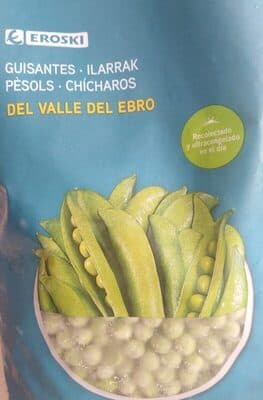 e EROSKI
GUISANTES · ILARRAK
PÈSOLS · CHÍCHAROS
DEL VALLE DEL EBRO
Recolectado
y ultracongelado
en el día